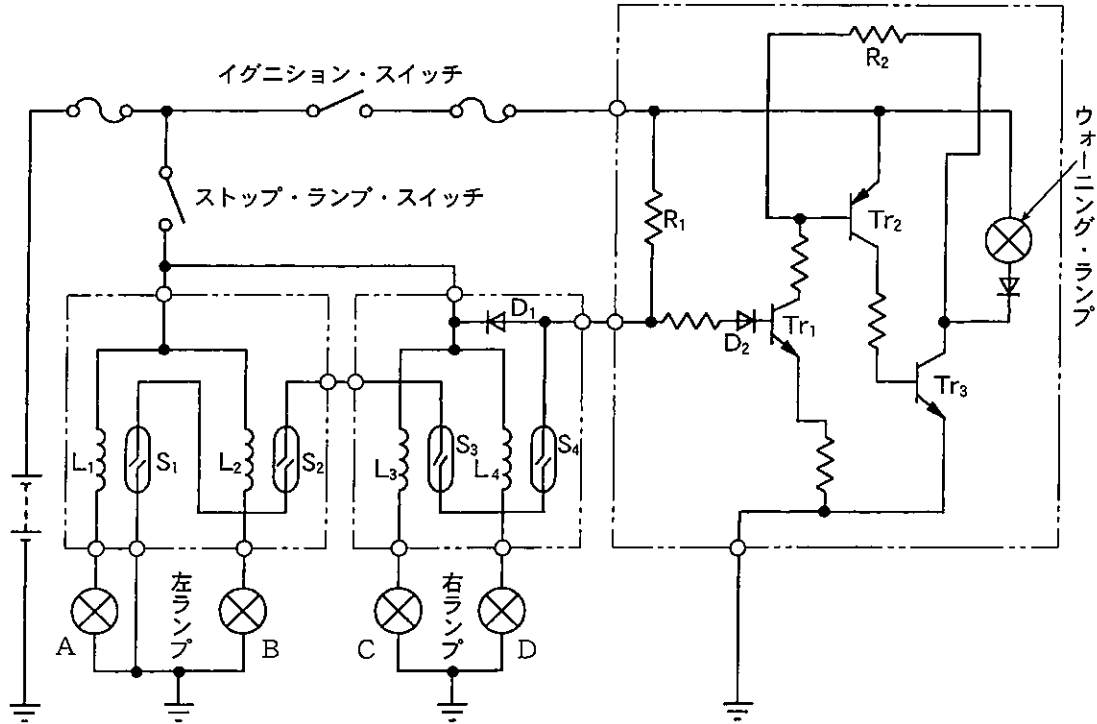 R2
イグニション・スイッチ
ウォーニング・ランプ
ストップ・ランプ・スイッチ
R1
Tr2
D1
D2
Tr1
Tr3
L1
S1
L2
S2
L3
S3
L4
S4
左ランプ
右ランプ
A
B
C
D